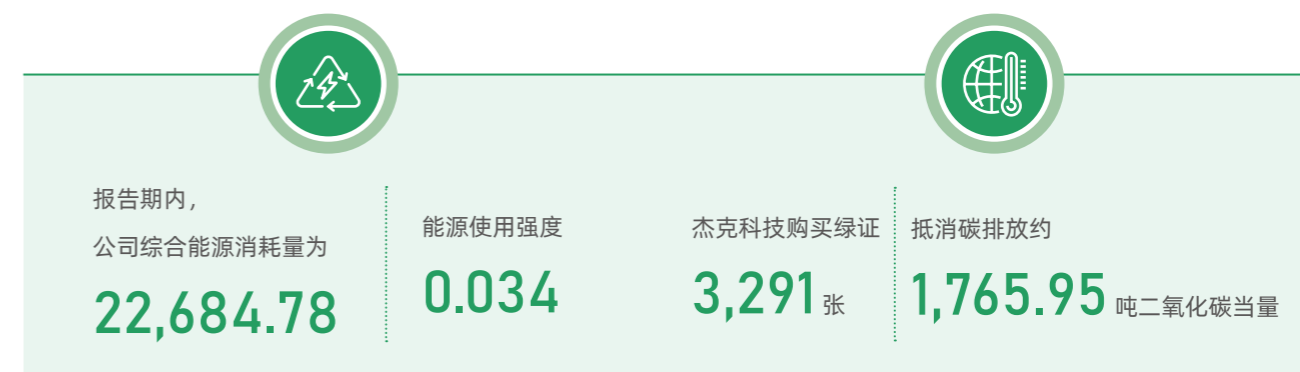 报告期内，
公司综合能源消耗量为
22,684.78
能源使用强度
0.034
杰克科技购买绿证
3,291 张
抵消碳排放约
1,765.95 吨二氧化碳当量